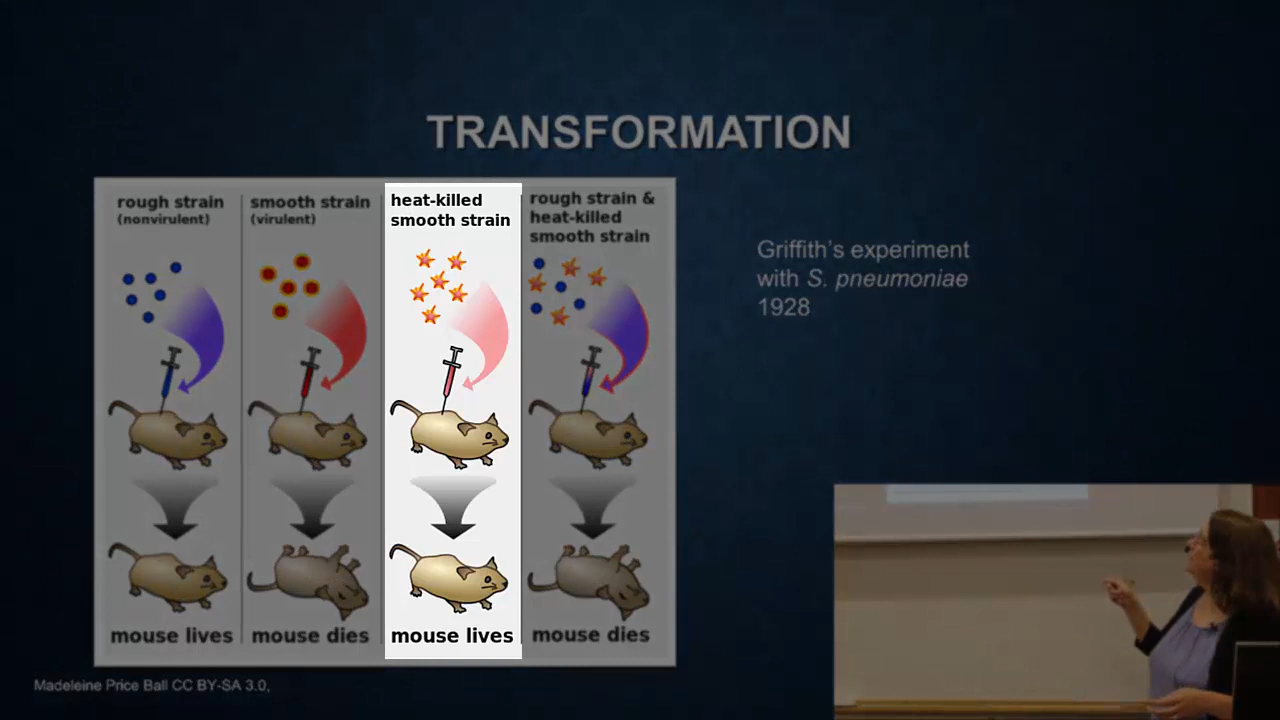 TRANSFORMATION
rough strain
(nonvirulent)
smooth strain
(virulent)
heat-killed
smooth strain
rough strain &
heat-killed
smooth strain
mouse lives
mouse dies
mouse lives
mouse dies
Griffith’s experiment
with S. pneumoniae
1928
Madeleine Price Ball CC BY-SA 3.0,